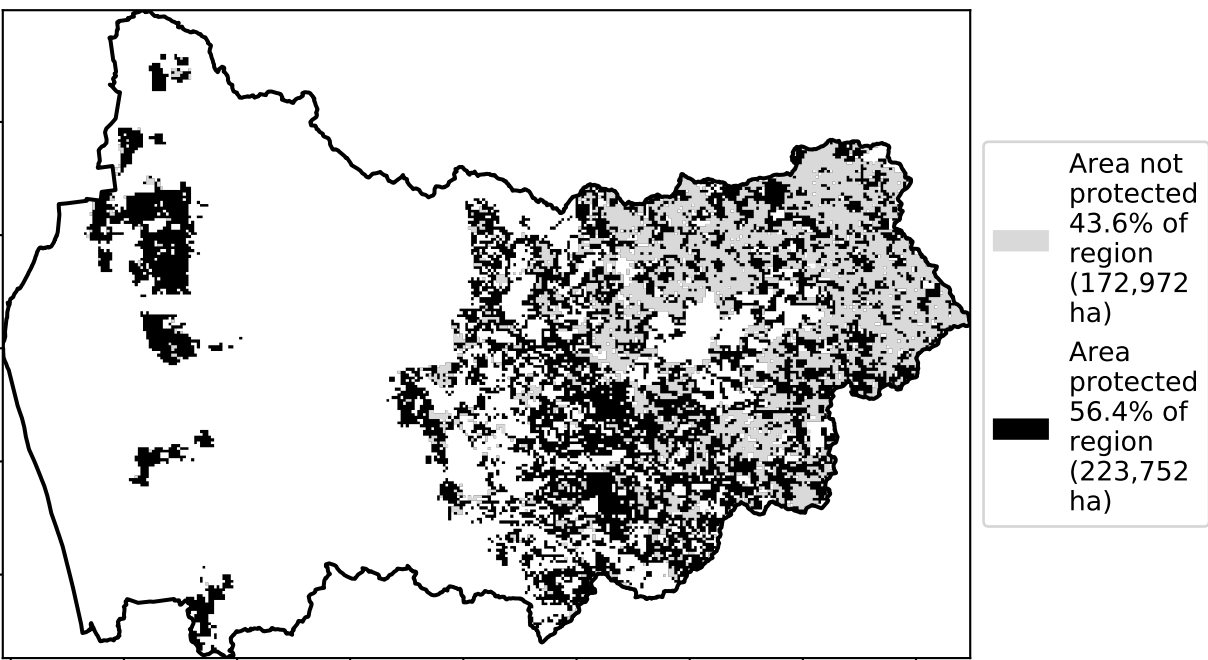 Area not
protected
43.6% of
region
(172,972
ha)
Area
protected
56.4% of
region
(223,752
ha)